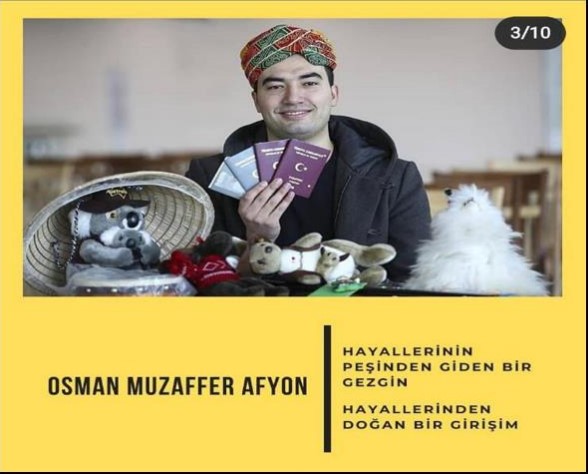 3/10
OSMAN MUZAFFER AFYON
HAYALLERİNİN
PEŞİNDEN GİDEN BİR
GEZGİN
HAYALLERİNDEN
DOĞAN BİR GİRİŞİM